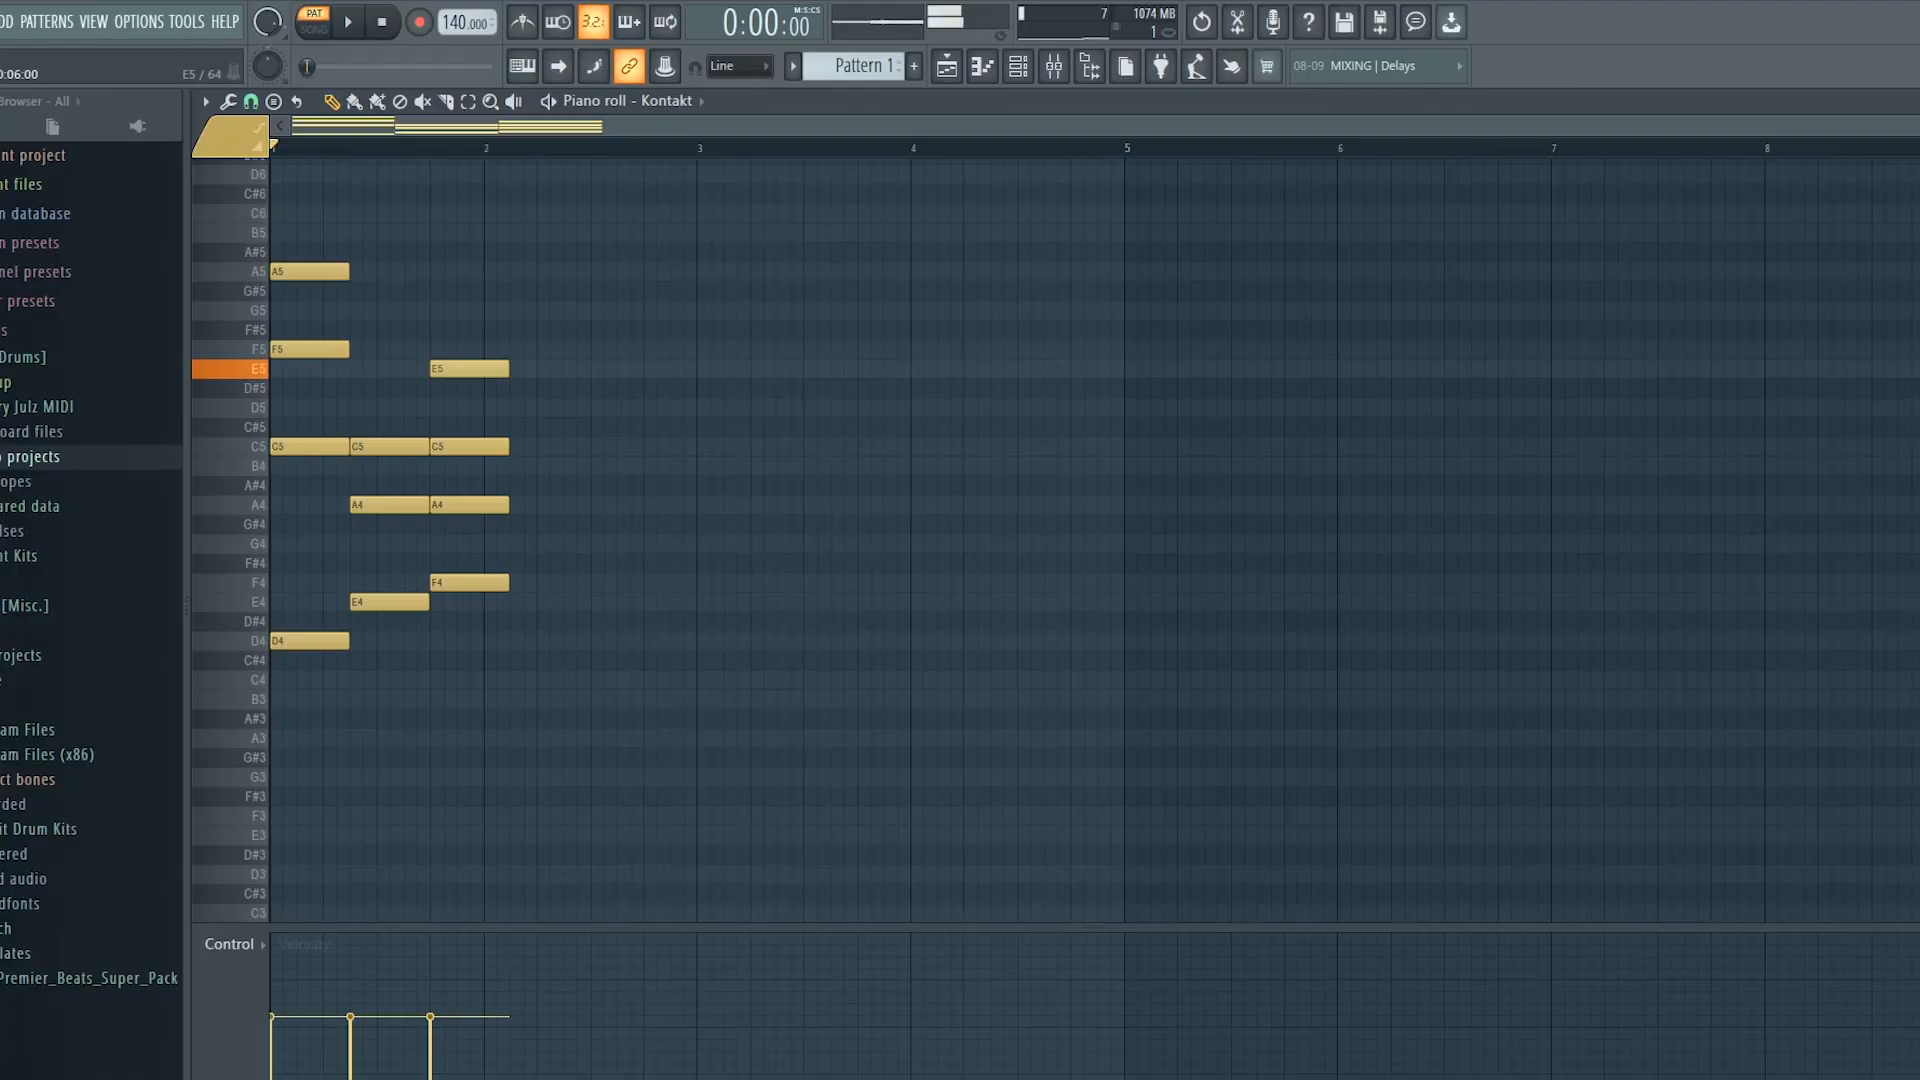 OD PATTERNS VIEW OPTIONS TOOLS HELP
PAT
SONG
140.000
3.2.
0:00:00
M:S:CS
7
1074 MB
1
0:06:00
E5 / 64
Line
Pattern 1
08-09 MIXING | Delays
Browser - All
Piano roll - Kontakt
nt project
nt files
n database
n presets
nel presets
r presets
s
[Drums]
up
ry Julz MIDI
oard files
projects
opes
ared data
lses
nt Kits
[Misc.]
rojects
e
am Files
am Files (x86)
ct bones
rded
it Drum Kits
ered
d audio
dfonts
ch
lates
Premier_Beats_Super_Pack
2
3
4
5
6
7
8
D6
C#6
C6
B5
A#5
A5
A5
G#5
G5
F#5
F5
F5
E5
E5
D#5
D5
C#5
C5
C5
C5
C5
B4
A#4
A4
A4
A4
G#4
G4
F#4
F4
F4
E4
E4
D#4
D4
D4
C#4
C4
B3
A#3
A3
G#3
G3
F#3
F3
E3
D#3
D3
C#3
C3
Control
Velocity